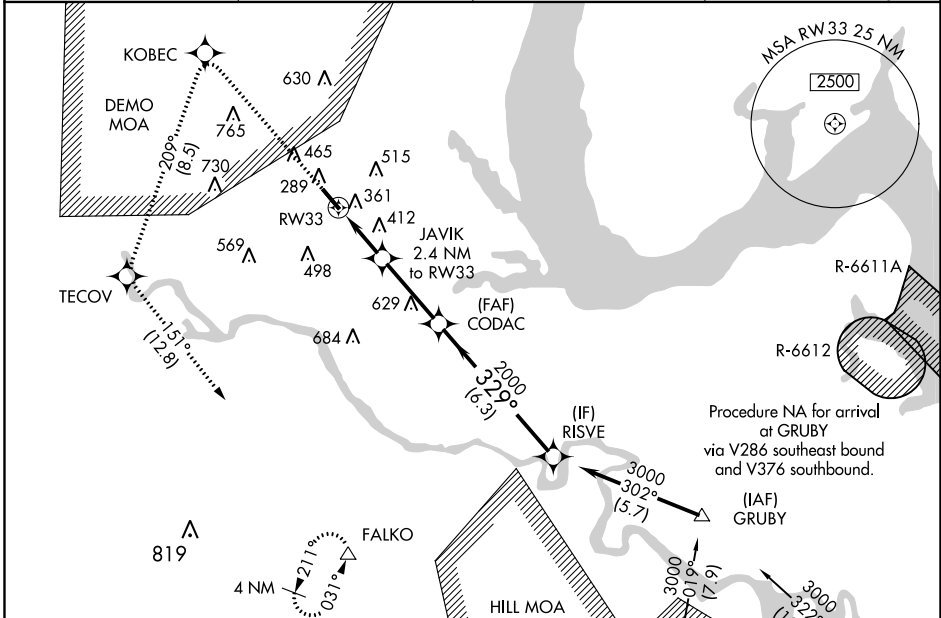 KOBEC
630
MSA RW33 25 NM
2500
DEMO
MOA
765
209°
(8.5)
730
465
515
289
361
RW33
412
JAVIK
2.4 NM
to RW33
569
498
TECOV
629
(FAF)
CODAC
R-6611A
684
151°
(12.8)
R-6612
2000
329°
(6.3)
(IF)
RISVE
Procedure NA for arrival
at GRUBY
via V286 southeast bound
and V376 southbound.
3000
302°
(5.7)
(IAF)
GRUBY
819
FALKO
211°
031°
4 NM
3000
019°
(7.9)
3000
322°
HILL MOA